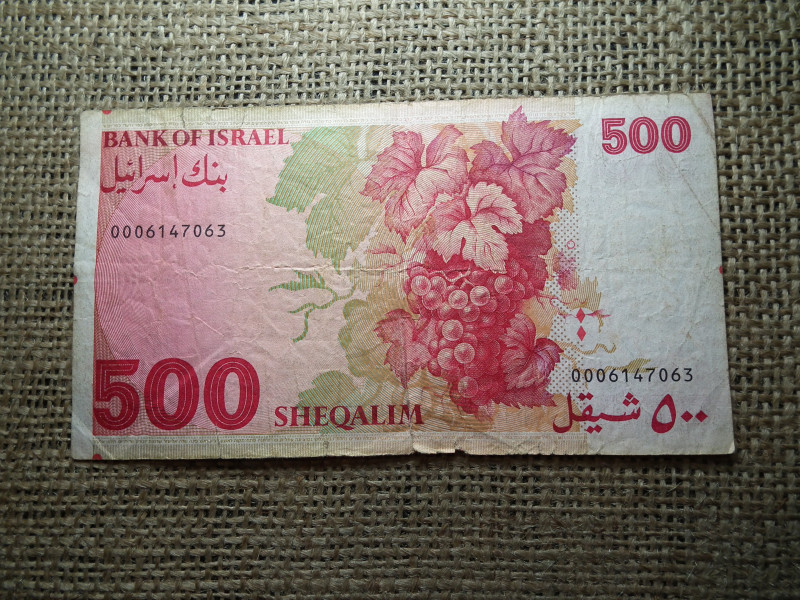 BANK OF ISRAEL
بنك إسرائيل
500
0006147063
0006147063
500 SHEQALIM
٥٠٠ شيقل